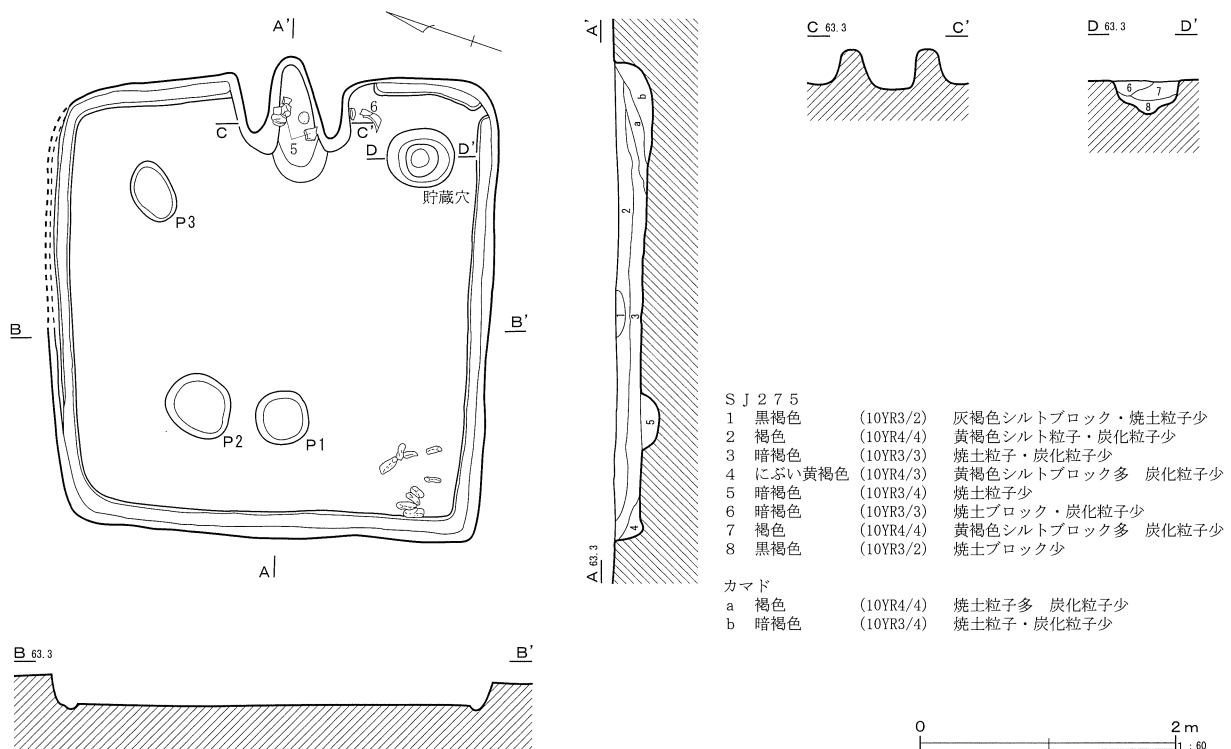 A'
C
C'
6
5
D
D'
貯蔵穴
P3
B
B'
P2
P1
A
A'
b
a
2
1
3
5
4
A 63.3
C 63.3
C'
D 63.3
D'
6
7
8
SJ275
1 黒褐色 (10YR3/2) 灰褐色シルトブロック・焼土粒子少
2 褐色 (10YR4/4) 黄褐色シルト粒子・炭化粒子少
3 暗褐色 (10YR3/3) 焼土粒子・炭化粒子少
4 にぶい黄褐色 (10YR4/3) 黄褐色シルトブロック多 炭化粒子少
5 暗褐色 (10YR3/4) 焼土粒子少
6 暗褐色 (10YR3/3) 焼土ブロック・炭化粒子少
7 褐色 (10YR4/4) 黄褐色シルトブロック多 炭化粒子少
8 黒褐色 (10YR3/2) 焼土ブロック少
カマド
a 褐色 (10YR4/4) 焼土粒子多 炭化粒子少
b 暗褐色 (10YR3/4) 焼土粒子・炭化粒子少
B 63.3
B'
0 2m
1:60